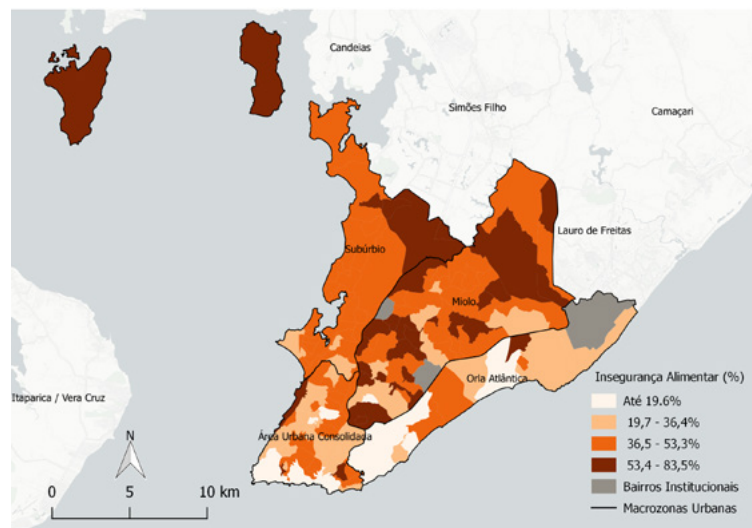 Candeias
Simões Filho
Camaçari
Lauro de Freitas
Subúrbio
Miolo
Orla Atlântica
Itaparica / Vera Cruz
Área Urbana Consolidada
N
0 5 10 km
Insegurança Alimentar (%)
Até 19.6%
19,7 - 36,4%
36,5 - 53,3%
53,4 - 83,5%
Bairros Institucionais
Macrozonas Urbanas